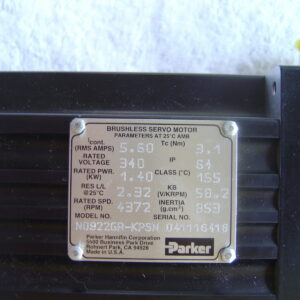 BRUSHLESS SERVO MOTOR
PARAMETERS AT 25°C AMB
Icont. (RMS AMPS) 5.60 Tc (Nm) 3.1
RATED VOLTAGE 340 IP 64
RATED PWR. (KW) 1.40 CLASS (°C) 155
RES L/L @25°C 2.32 KB (V/KRPM) 50.2
RATED SPD. (RPM) 4372 INERTIA (g.cm²) 853
MODEL NO. SERIAL NO.
Parker Hannifin Corporation
5500 Business Park Drive
Rohnert Park, CA 94928
Made in U.S.A.
Parker